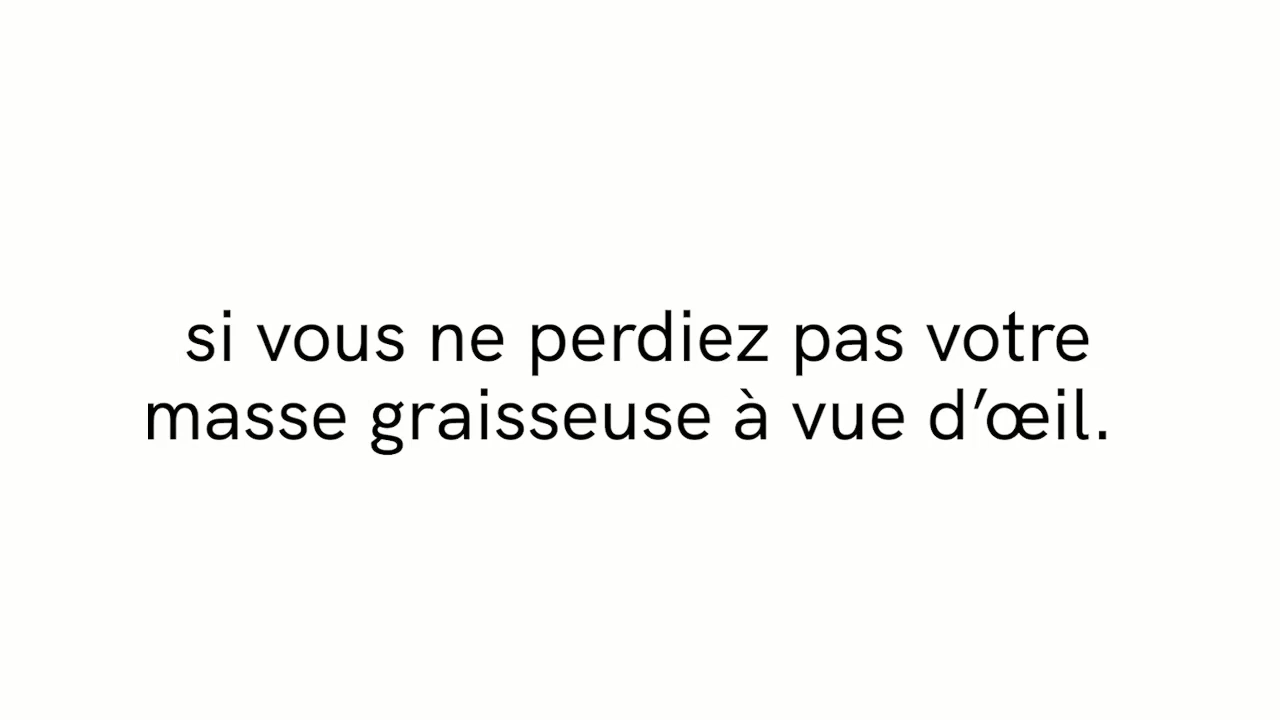 si vous ne perdiez pas votre
masse graisseuse à vue d’œil.